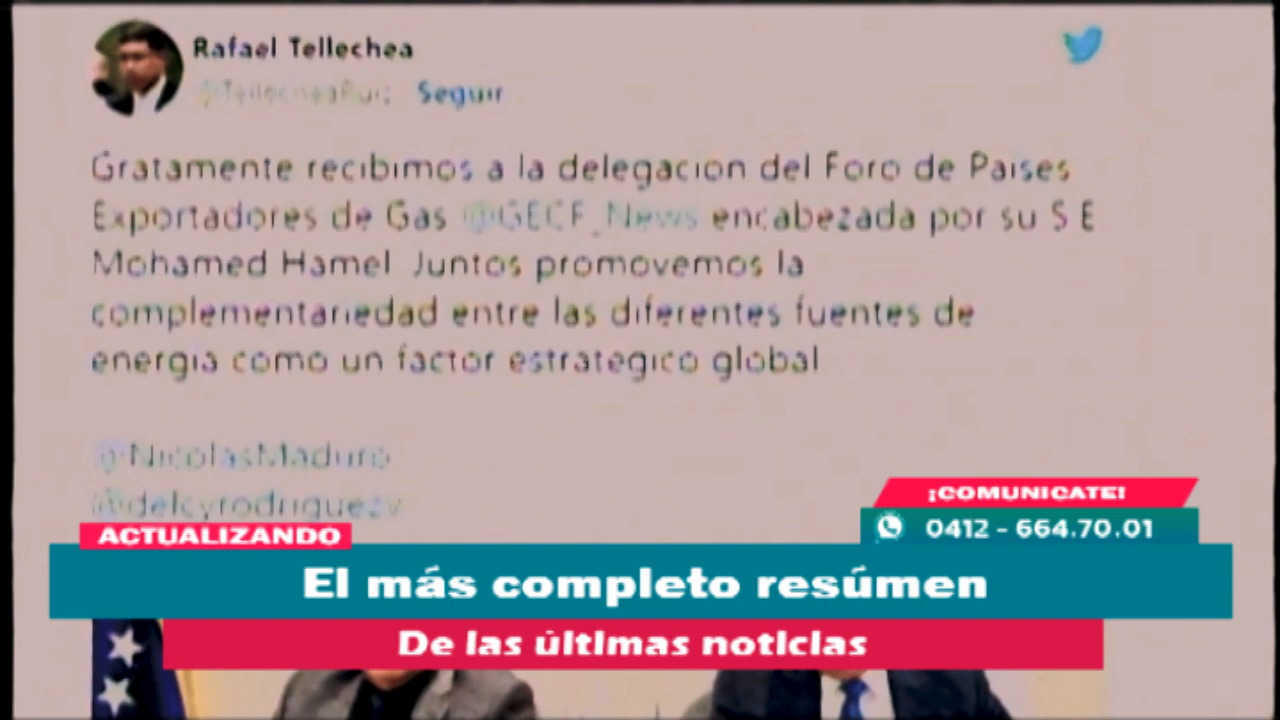 Rafael Tellechea
@TellecheaRuiz Seguir
Gratamente recibimos a la delegacion del Foro de Paises
Exportadores de Gas @GECF_News encabezada por su S E
Mohamed Hamel Juntos promovemos la
complementariedad entre las diferentes fuentes de
energia como un factor estrategico global
@NicolasMaduro
@delcyrodriguezv
¡COMUNICATE!
0412 - 664.70.01
ACTUALIZANDO
El más completo resúmen
De las últimas noticias